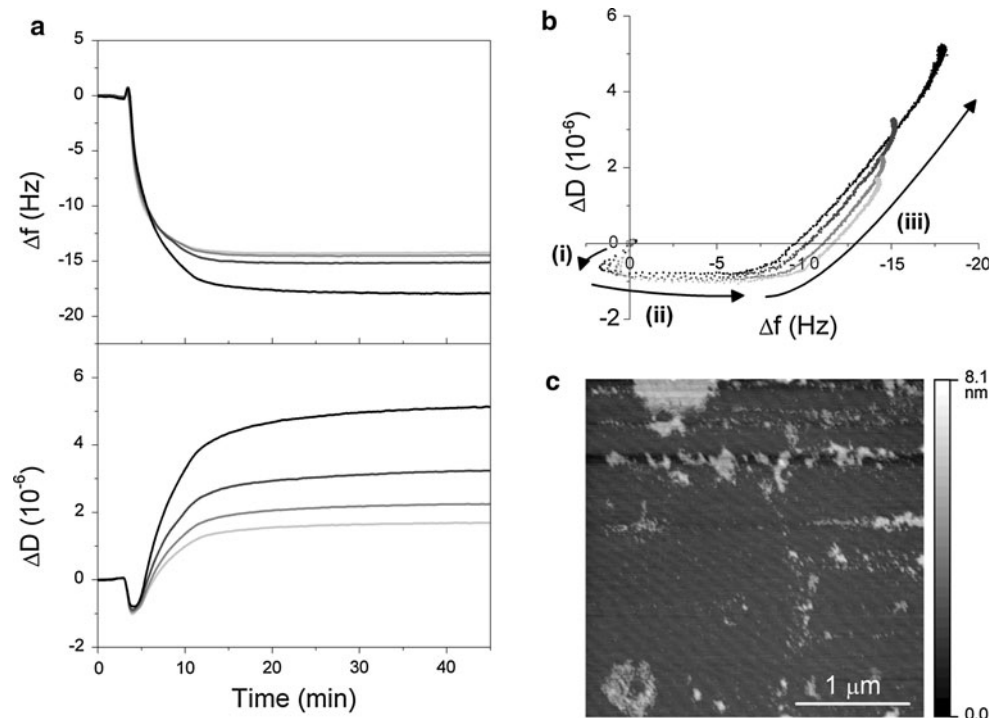 a
5
0
-5
-10
-15
-20
Δf (Hz)
6
4
2
0
-2
ΔD (10⁻⁶)
0 10 20 30 40
Time (min)
b
6
4
2
0
-2
ΔD (10⁻⁶)
0 -5 -10 -15 -20
Δf (Hz)
(i)
(ii)
(iii)
c
8.1
nm
0.0
1 μm